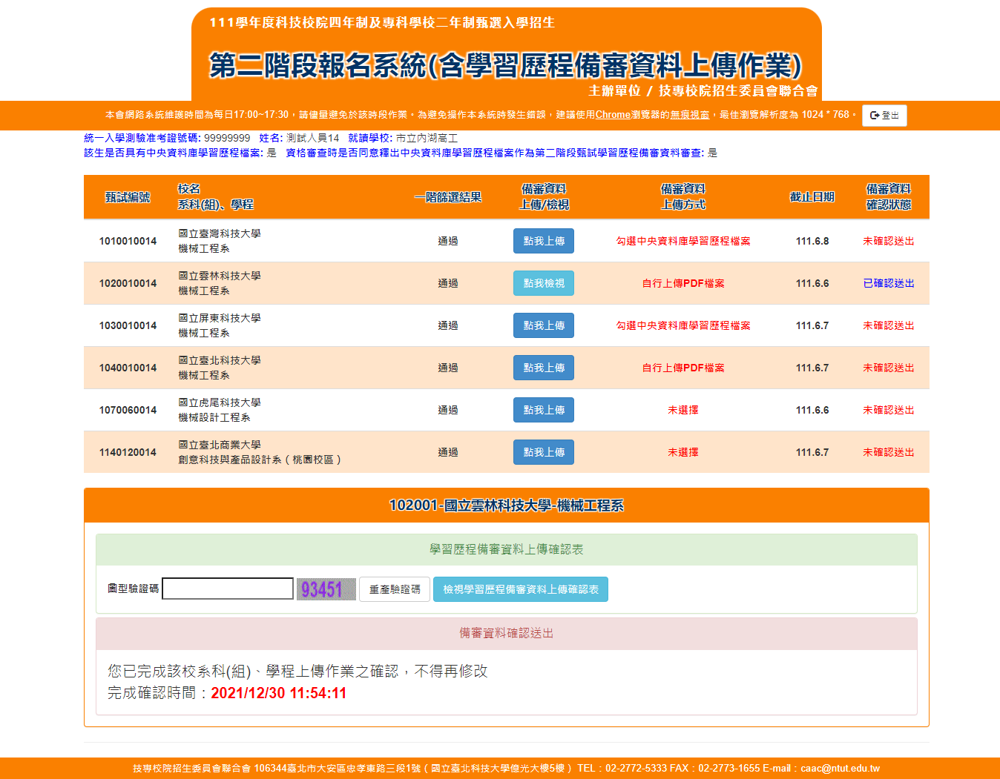 111學年度科技校院四年制及專科學校二年制甄選入學招生
第二階段報名系統(含學習歷程備審資料上傳作業)
主辦單位 / 技專校院招生委員會聯合會
本會網路系統維護時間為每日17:00~17:30，請儘量避免於該時段作業。為避免操作本系統時發生錯誤，建議使用Chrome瀏覽器的無痕視窗，最佳瀏覽解析度為 1024 * 768。 登出
統一入學測驗准考證號碼: 99999999 姓名: 測試人員14 就讀學校: 市立內湖高工
該生是否具有中央資料庫學習歷程檔案: 是 資格審查時是否同意釋出中央資料庫學習歷程檔案作為第二階段甄試學習歷程備審資料審查: 是
甄試編號 校名 系科(組)、學程 一階篩選結果 備審資料 上傳/檢視 備審資料 上傳方式 截止日期 備審資料 確認狀態
1010010014 國立臺灣科技大學 機械工程系 通過 點我上傳 勾選中央資料庫學習歷程檔案 111.6.8 未確認送出
1020010014 國立雲林科技大學 機械工程系 通過 點我檢視 自行上傳PDF檔案 111.6.6 已確認送出
1030010014 國立屏東科技大學 機械工程系 通過 點我上傳 勾選中央資料庫學習歷程檔案 111.6.7 未確認送出
1040010014 國立臺北科技大學 機械工程系 通過 點我上傳 自行上傳PDF檔案 111.6.7 未確認送出
1070060014 國立虎尾科技大學 機械設計工程系 通過 點我上傳 未選擇 111.6.6 未確認送出
1140120014 國立臺北商業大學 創意科技與產品設計系（桃園校區） 通過 點我上傳 未選擇 111.6.7 未確認送出
102001-國立雲林科技大學-機械工程系
學習歷程備審資料上傳確認表
圖型驗證碼 93451 重產驗證碼 檢視學習歷程備審資料上傳確認表
備審資料確認送出
您已完成該校系科(組)、學程上傳作業之確認，不得再修改
完成確認時間：2021/12/30 11:54:11
技專校院招生委員會聯合會 106344臺北市大安區忠孝東路三段1號（國立臺北科技大學億光大樓5樓） TEL：02-2772-5333 FAX：02-2773-1655 E-mail：caac@ntut.edu.tw